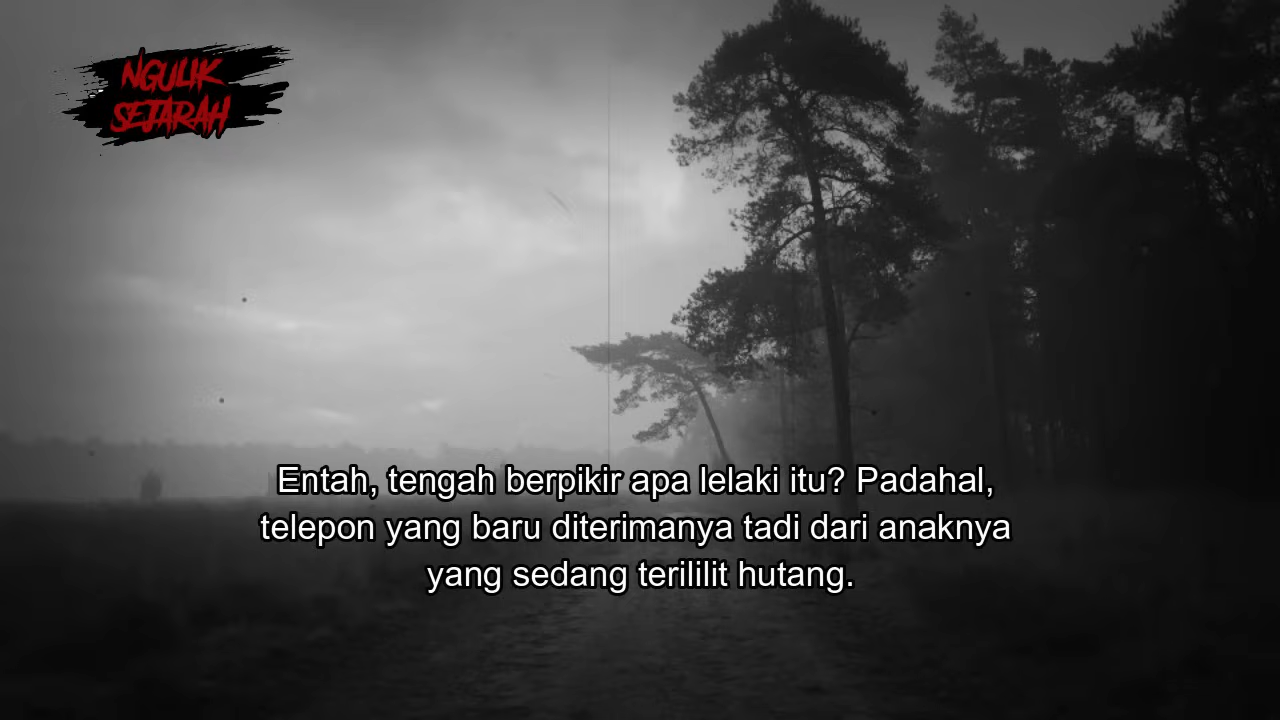 NGULIK
SEJARAH
Entah, tengah berpikir apa lelaki itu? Padahal,
telepon yang baru diterimanya tadi dari anaknya
yang sedang terililit hutang.